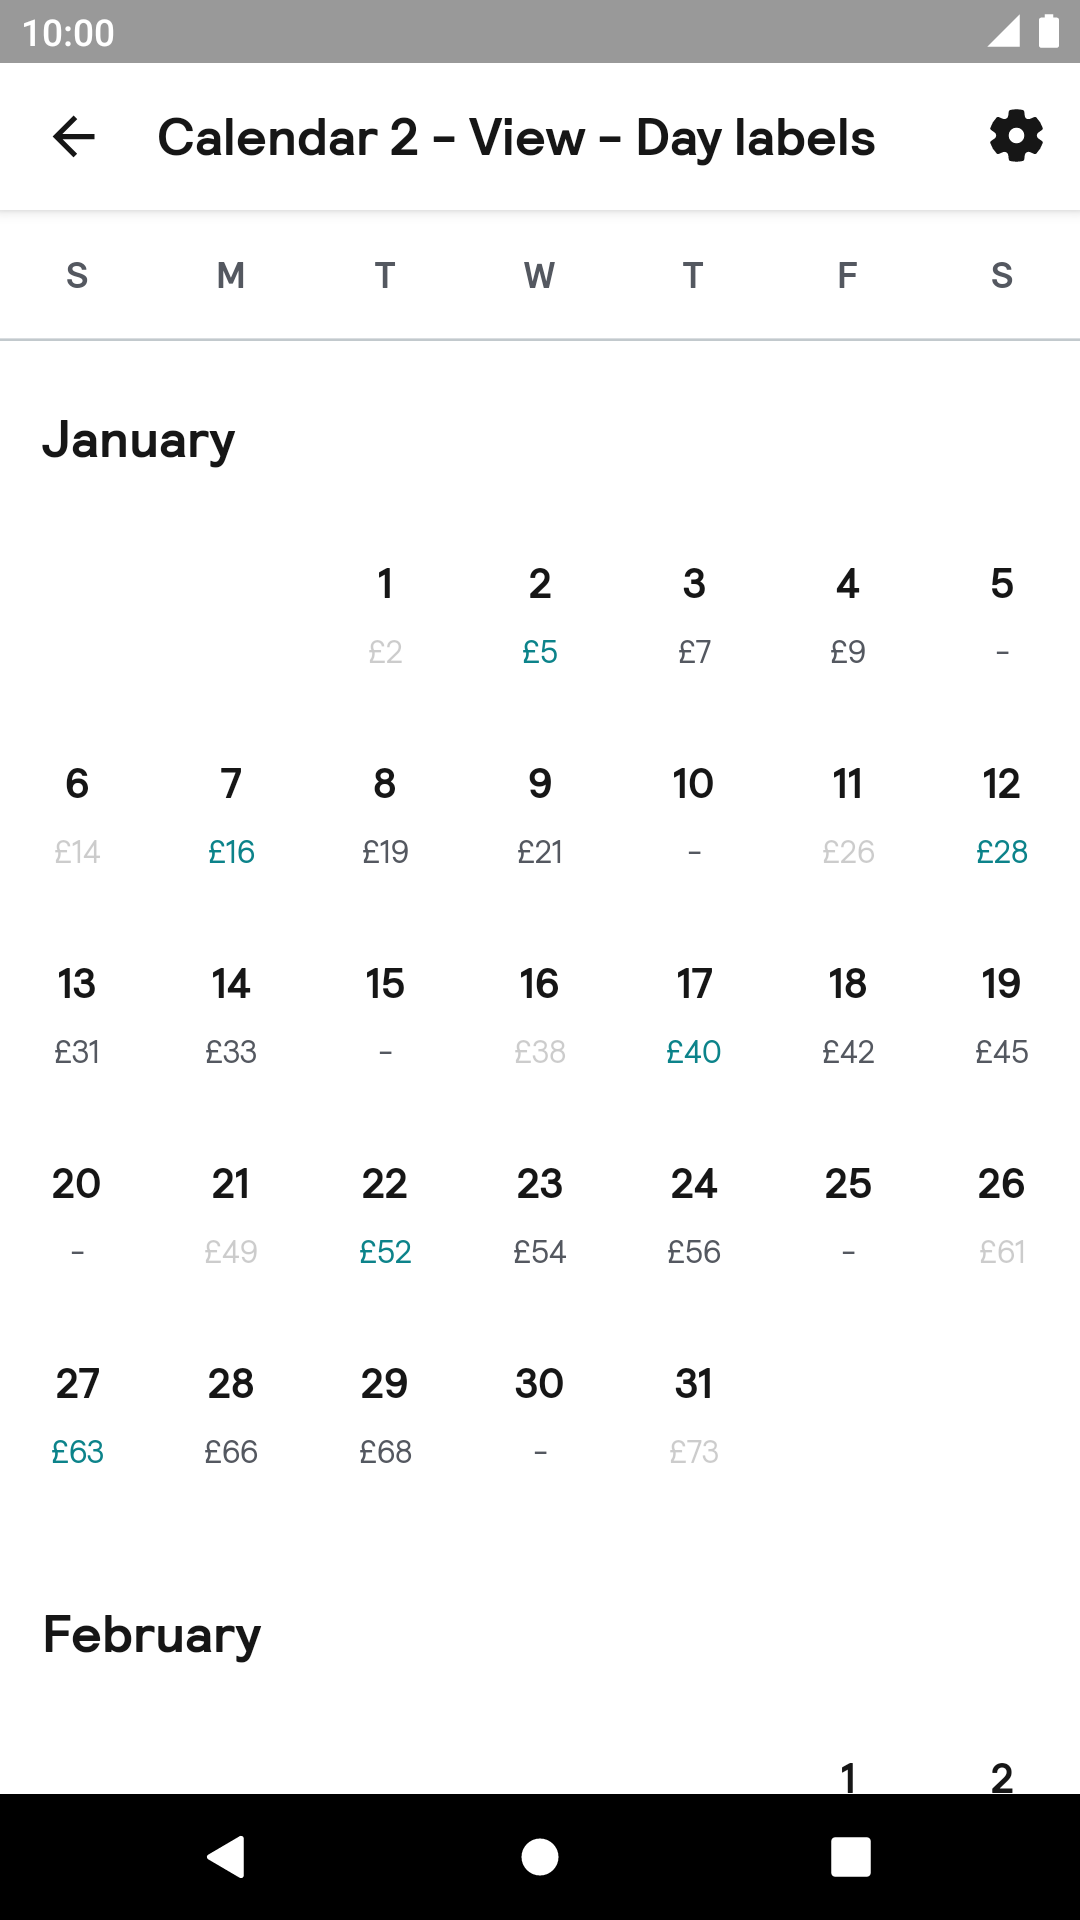 10:00
Calendar 2 – View – Day labels
S M T W T F S
January
1 2 3 4 5
£2 £5 £7 £9 -
6 7 8 9 10 11 12
£14 £16 £19 £21 - £26 £28
13 14 15 16 17 18 19
£31 £33 - £38 £40 £42 £45
20 21 22 23 24 25 26
- £49 £52 £54 £56 - £61
27 28 29 30 31
£63 £66 £68 - £73
February
1 2